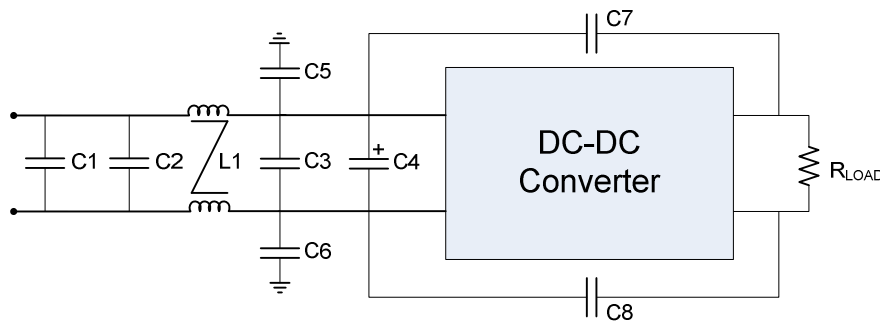 C7
C5
C1
C2
L1
C3
+
C4
DC-DC
Converter
RLOAD
C6
C8